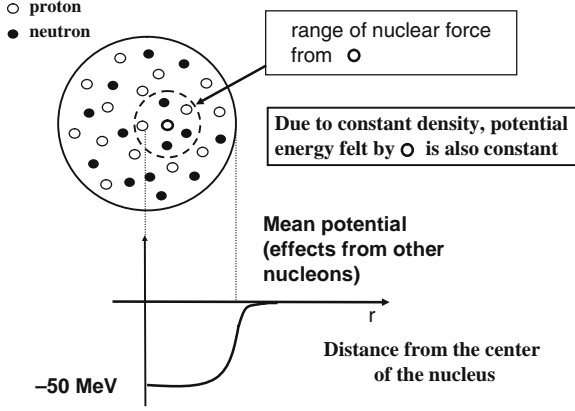 proton
neutron
range of nuclear force
from
Due to constant density, potential
energy felt by is also constant
Mean potential
(effects from other
nucleons)
r
Distance from the center
of the nucleus
–50 MeV